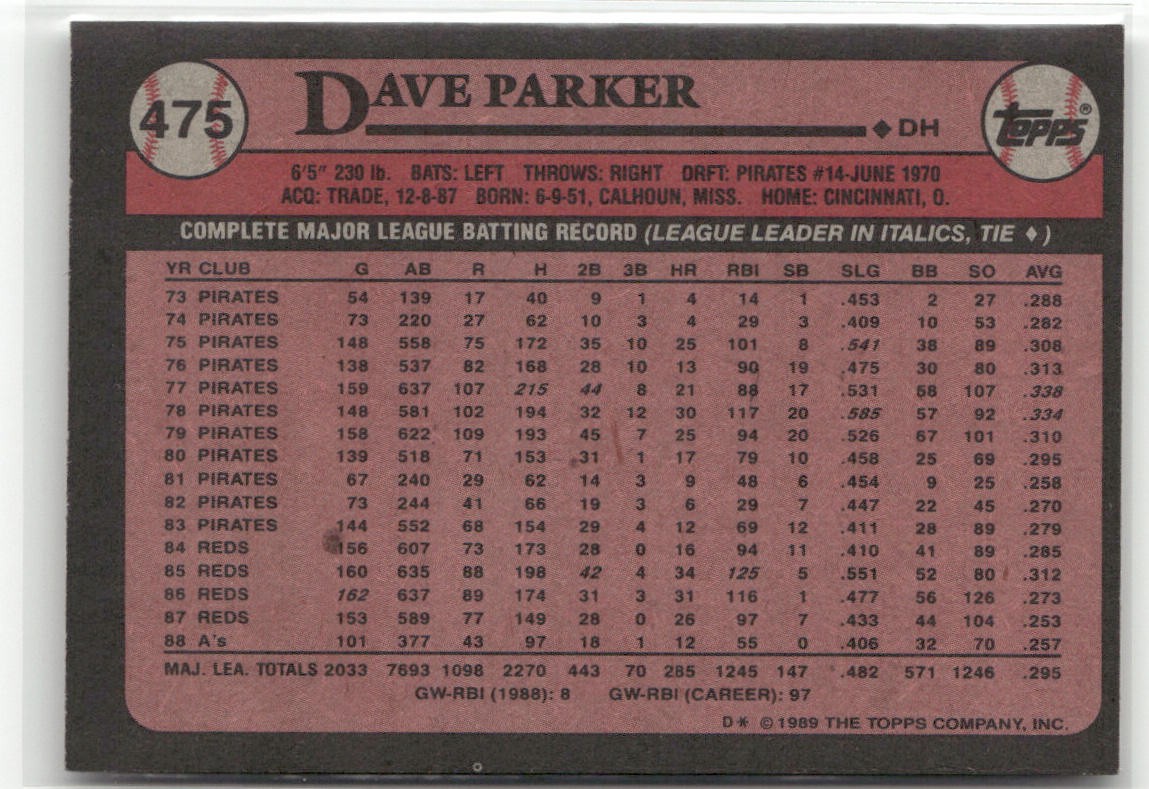 475
DAVE PARKER
◆DH
TOPPS®
6'5" 230 lb. BATS: LEFT THROWS: RIGHT DRFT: PIRATES #14-JUNE 1970
ACQ: TRADE, 12-8-87 BORN: 6-9-51, CALHOUN, MISS. HOME: CINCINNATI, O.
COMPLETE MAJOR LEAGUE BATTING RECORD (LEAGUE LEADER IN ITALICS, TIE ♦)
YR CLUB G AB R H 2B 3B HR RBI SB SLG BB SO AVG
73 PIRATES 54 139 17 40 9 1 4 14 1 .453 2 27 .288
74 PIRATES 73 220 27 62 10 3 4 29 3 .409 10 53 .282
75 PIRATES 148 558 75 172 35 10 25 101 8 .541 38 89 .308
76 PIRATES 138 537 82 168 28 10 13 90 19 .475 30 80 .313
77 PIRATES 159 637 107 215 44 8 21 88 17 .531 58 107 .338
78 PIRATES 148 581 102 194 32 12 30 117 20 .585 57 92 .334
79 PIRATES 158 622 109 193 45 7 25 94 20 .526 67 101 .310
80 PIRATES 139 518 71 153 31 1 17 79 10 .458 25 69 .295
81 PIRATES 67 240 29 62 14 3 9 48 6 .454 9 25 .258
82 PIRATES 73 244 41 66 19 3 6 29 7 .447 22 45 .270
83 PIRATES 144 552 68 154 29 4 12 69 12 .411 28 89 .279
84 REDS 156 607 73 173 28 0 16 94 11 .410 41 89 .285
85 REDS 160 635 88 198 42 4 34 125 5 .551 52 80 .312
86 REDS 162 637 89 174 31 3 31 116 1 .477 56 126 .273
87 REDS 153 589 77 149 28 0 26 97 7 .433 44 104 .253
88 A's 101 377 43 97 18 1 12 55 0 .406 32 70 .257
MAJ. LEA. TOTALS 2033 7693 1098 2270 443 70 285 1245 147 .482 571 1246 .295
GW-RBI (1988): 8 GW-RBI (CAREER): 97
D* © 1989 THE TOPPS COMPANY, INC.